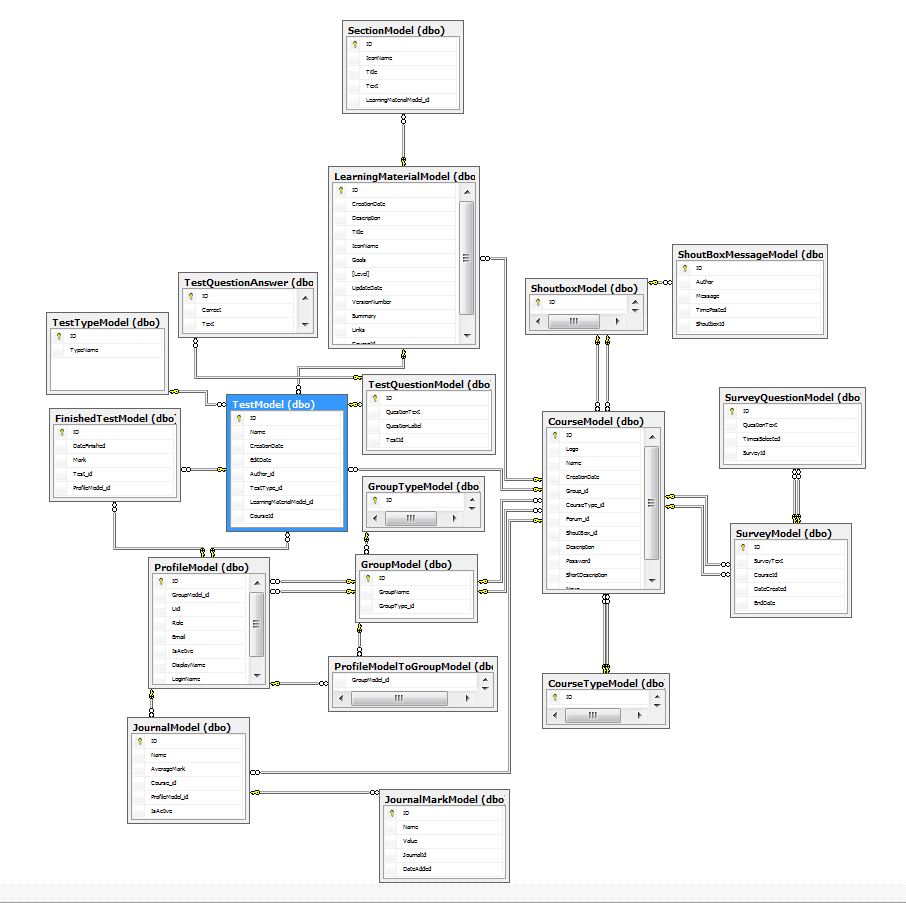 SectionModel (dbo)
ID
IconName
Title
Text
LearningMaterialModel_id
LearningMaterialModel (dbo
ID
CreationDate
Description
Title
IconName
Goals
[Level]
UpdateDate
VersionNumber
Summary
Links
CourseId
TestQuestionAnswer (dbo
ID
Correct
Text
TestTypeModel (dbo)
ID
TypeName
ShoutboxModel (dbo)
ID
ShoutBoxMessageModel (dbo
ID
Author
Message
TimePosted
ShoutboxId
FinishedTestModel (dbo)
ID
DateFinished
Mark
Test_id
ProfileModel_id
TestModel (dbo)
ID
Name
CreationDate
EditDate
Author_id
TestType_id
LearningMaterialModel_id
CourseId
TestQuestionModel (dbo
ID
QuestionText
QuestionLabel
TestId
CourseModel (dbo)
ID
Logo
Name
CreationDate
Group_id
CourseType_id
Forum_id
ShoutBox_id
Description
Password
ShortDescription
News
SurveyQuestionModel (dbo
ID
QuestionText
TimesSelected
SurveyId
SurveyModel (dbo)
ID
SurveyText
CourseId
DateCreated
EndDate
GroupTypeModel (dbo
ID
GroupModel (dbo)
ID
GroupName
GroupType_id
ProfileModel (dbo)
ID
GroupModel_id
Uid
Role
Email
IsActive
DisplayName
LoginName
ProfileModelToGroupModel (dbo
GroupModel_id
CourseTypeModel (dbo
ID
JournalModel (dbo)
ID
Name
AverageMark
Course_id
ProfileModel_id
IsActive
JournalMarkModel (dbo
ID
Name
Value
JournalId
DateAdded